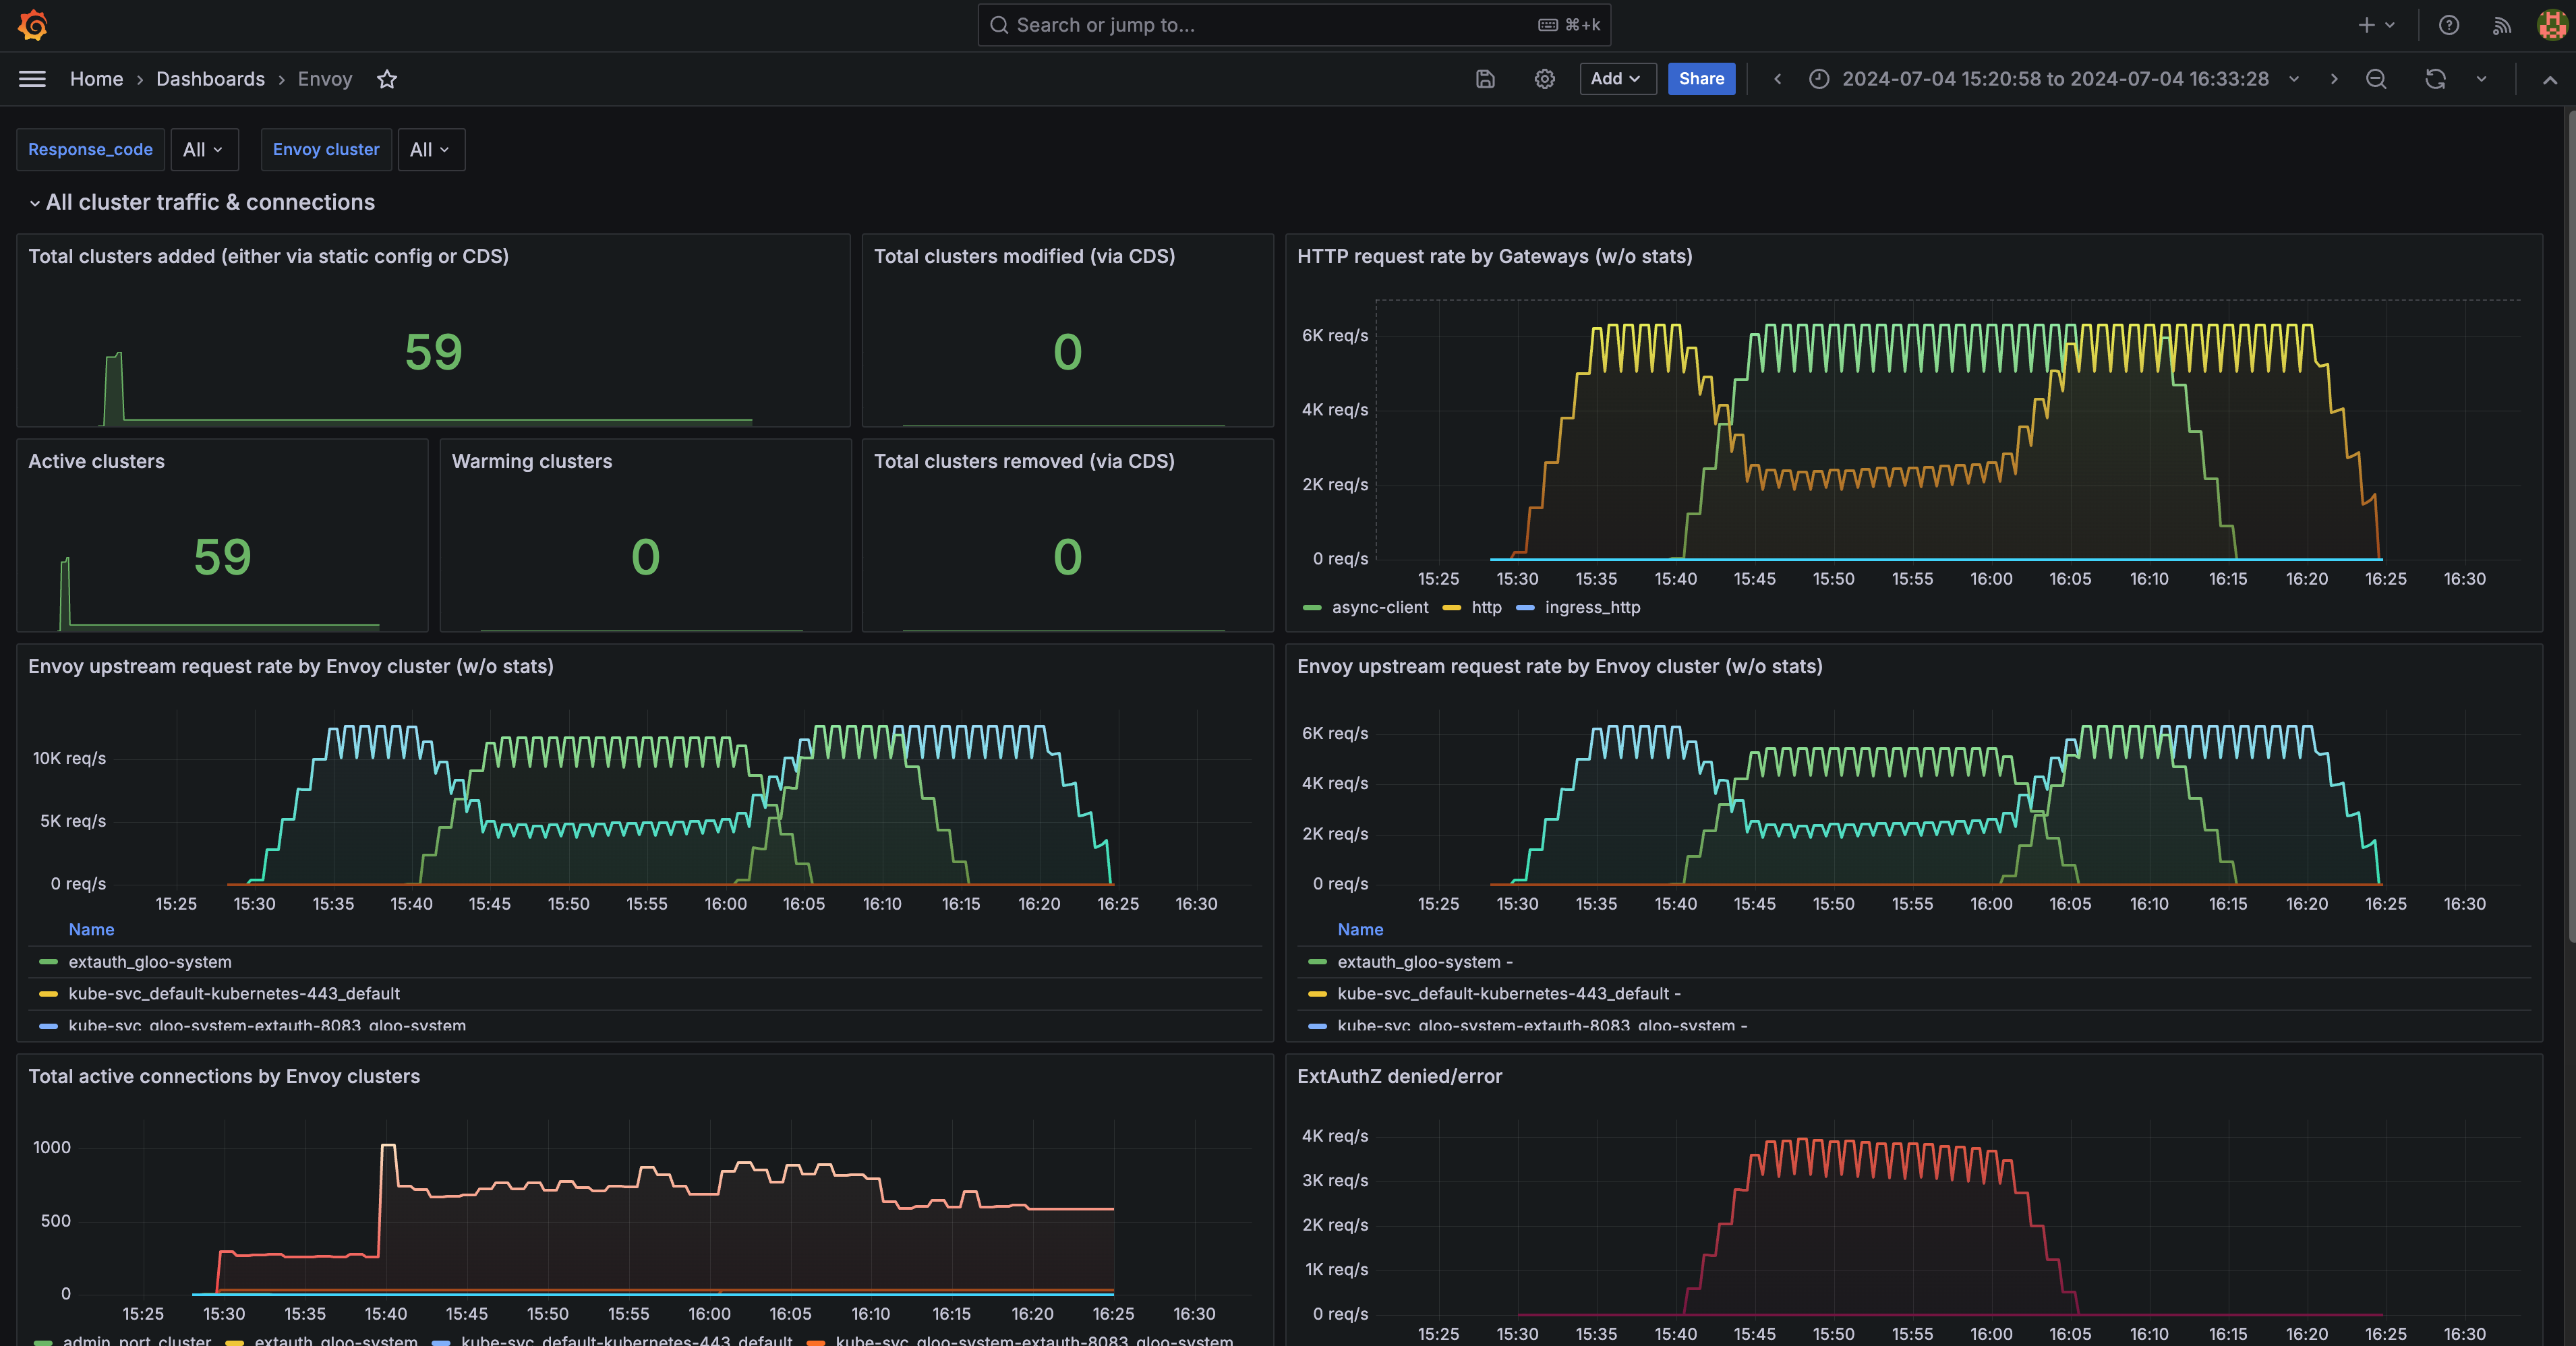 Search or jump to...
⌘+k
Home › Dashboards › Envoy
Add
Share
2024-07-04 15:20:58 to 2024-07-04 16:33:28
Response_code
All
Envoy cluster
All
All cluster traffic & connections
Total clusters added (either via static config or CDS)
59
Total clusters modified (via CDS)
0
HTTP request rate by Gateways (w/o stats)
6K req/s
4K req/s
2K req/s
0 req/s
15:25 15:30 15:35 15:40 15:45 15:50 15:55 16:00 16:05 16:10 16:15 16:20 16:25 16:30
async-client http ingress_http
Active clusters
59
Warming clusters
0
Total clusters removed (via CDS)
0
Envoy upstream request rate by Envoy cluster (w/o stats)
10K req/s
5K req/s
0 req/s
15:25 15:30 15:35 15:40 15:45 15:50 15:55 16:00 16:05 16:10 16:15 16:20 16:25 16:30
Name
extauth_gloo-system
kube-svc_default-kubernetes-443_default
kube-svc_gloo-system-extauth-8083_gloo-system
Envoy upstream request rate by Envoy cluster (w/o stats)
6K req/s
4K req/s
2K req/s
0 req/s
15:25 15:30 15:35 15:40 15:45 15:50 15:55 16:00 16:05 16:10 16:15 16:20 16:25 16:30
Name
extauth_gloo-system -
kube-svc_default-kubernetes-443_default -
kube-svc_gloo-system-extauth-8083_gloo-system -
Total active connections by Envoy clusters
1000
500
0
15:25 15:30 15:35 15:40 15:45 15:50 15:55 16:00 16:05 16:10 16:15 16:20 16:25 16:30
admin_port_cluster extauth_gloo-system kube-svc_default-kubernetes-443_default kube-svc_gloo-system-extauth-8083_gloo-system
ExtAuthZ denied/error
4K req/s
3K req/s
2K req/s
1K req/s
0 req/s
15:25 15:30 15:35 15:40 15:45 15:50 15:55 16:00 16:05 16:10 16:15 16:20 16:25 16:30